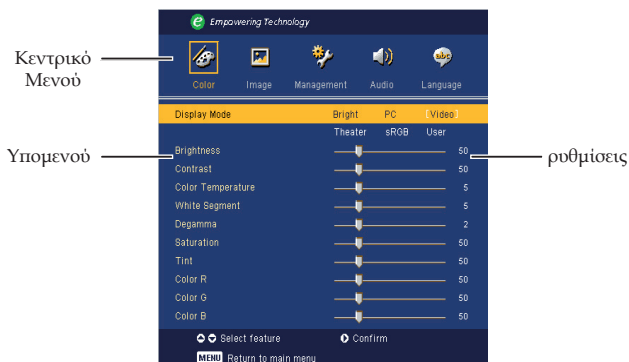 Empowering Technology
Κεντρικό
Μενού
Color Image Management Audio Language
abc
Display Mode Bright PC [Video]
Theater sRGB User
Υπομενού
ρυθμίσεις
Brightness 50
Contrast 50
Color Temperature 5
White Segment 5
Degamma 2
Saturation 50
Tint 50
Color R 50
Color G 50
Color B 50
Select feature Confirm
MENU Return to main menu